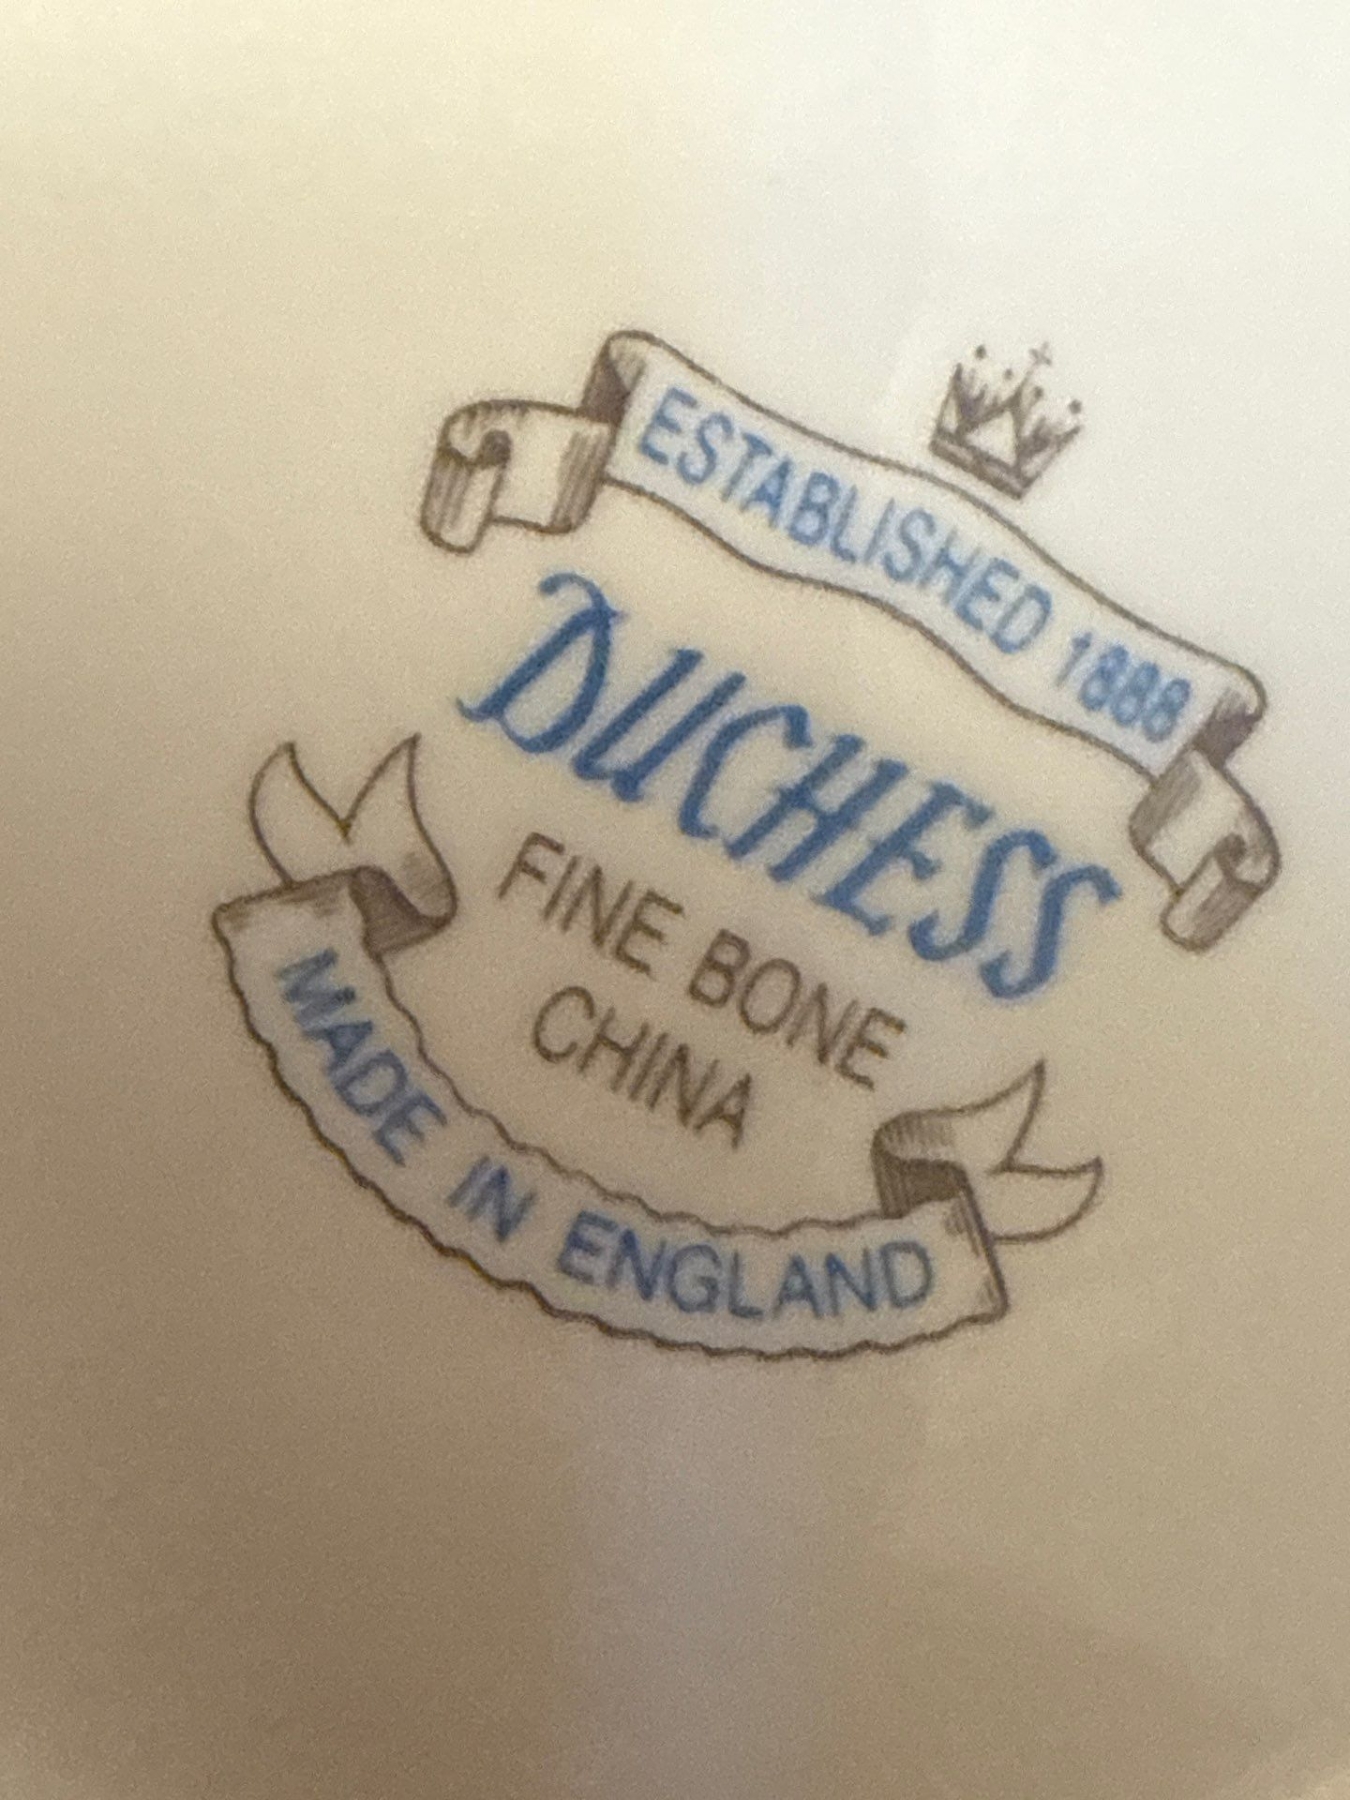 ESTABLISHED 1888
DUCHESS
FINE BONE
CHINA
MADE IN ENGLAND